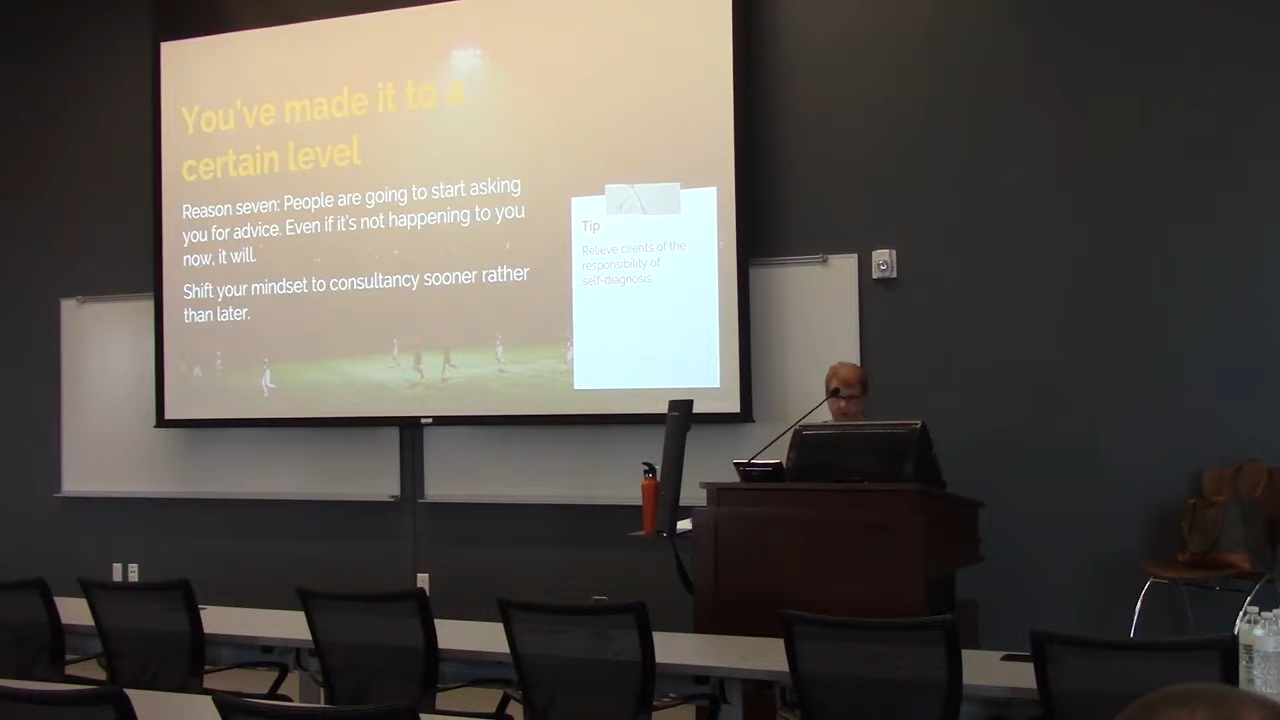 You've made it to a
certain level
Reason seven: People are going to start asking
you for advice. Even if it's not happening to you
now, it will.
Shift your mindset to consultancy sooner rather
than later.
Tip
Relieve clients of the
responsibility of
self-diagnosis